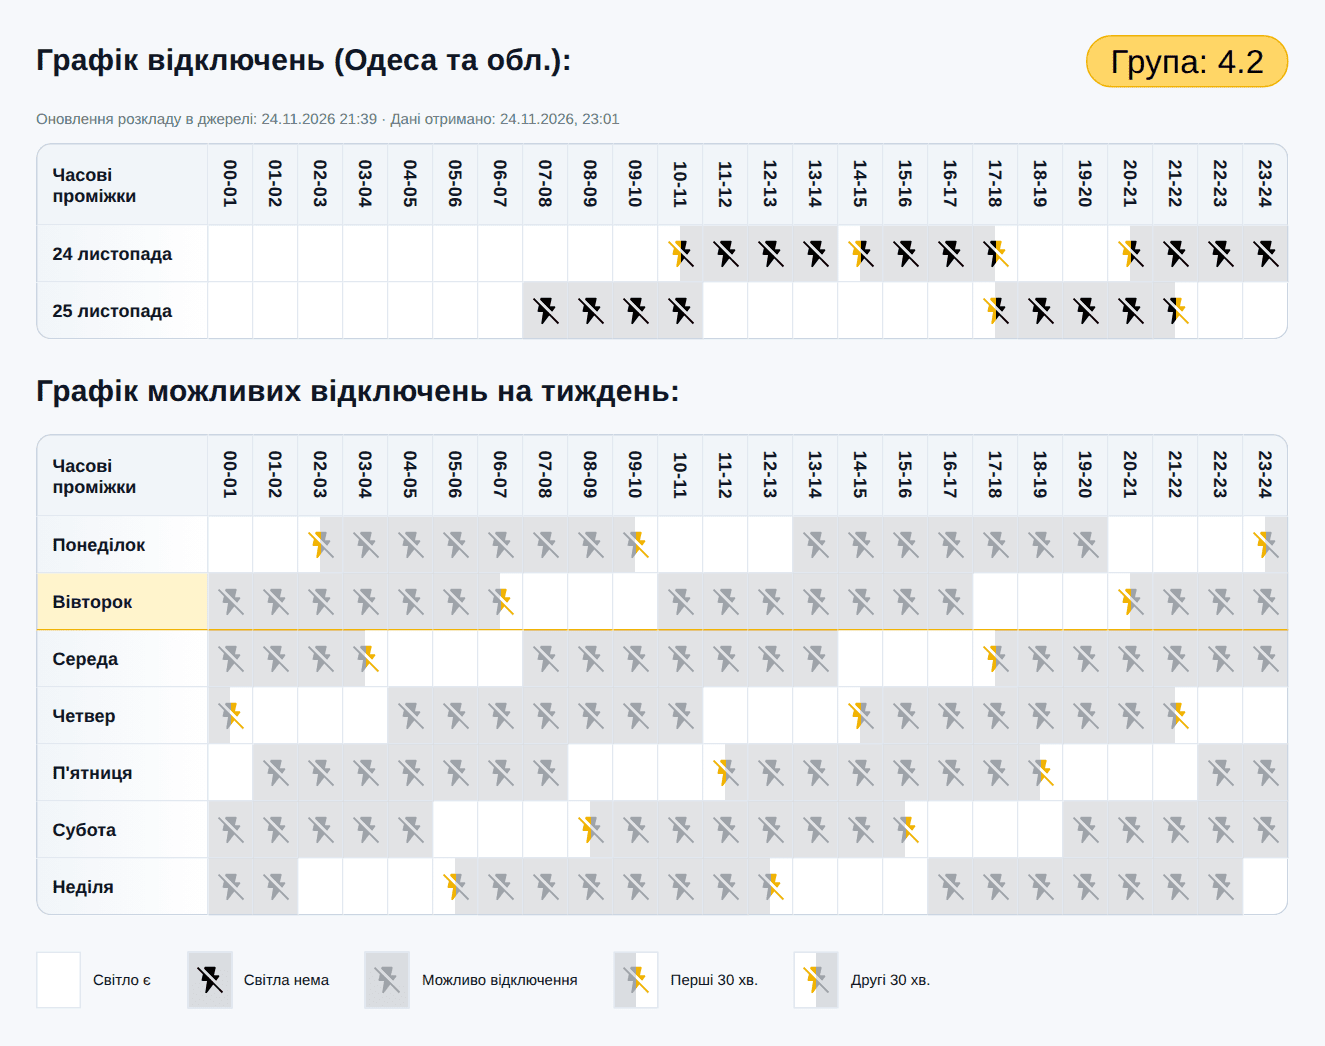 Графік відключень (Одеса та обл.):
Група: 4.2
Оновлення розкладу в джерелі: 24.11.2026 21:39 · Дані отримано: 24.11.2026, 23:01
Часові проміжки 00-01 01-02 02-03 03-04 04-05 05-06 06-07 07-08 08-09 09-10 10-11 11-12 12-13 13-14 14-15 15-16 16-17 17-18 18-19 19-20 20-21 21-22 22-23 23-24
24 листопада
25 листопада
Графік можливих відключень на тиждень:
Часові проміжки 00-01 01-02 02-03 03-04 04-05 05-06 06-07 07-08 08-09 09-10 10-11 11-12 12-13 13-14 14-15 15-16 16-17 17-18 18-19 19-20 20-21 21-22 22-23 23-24
Понеділок
Вівторок
Середа
Четвер
П'ятниця
Субота
Неділя
Світло є Світла нема Можливо відключення Перші 30 хв. Другі 30 хв.